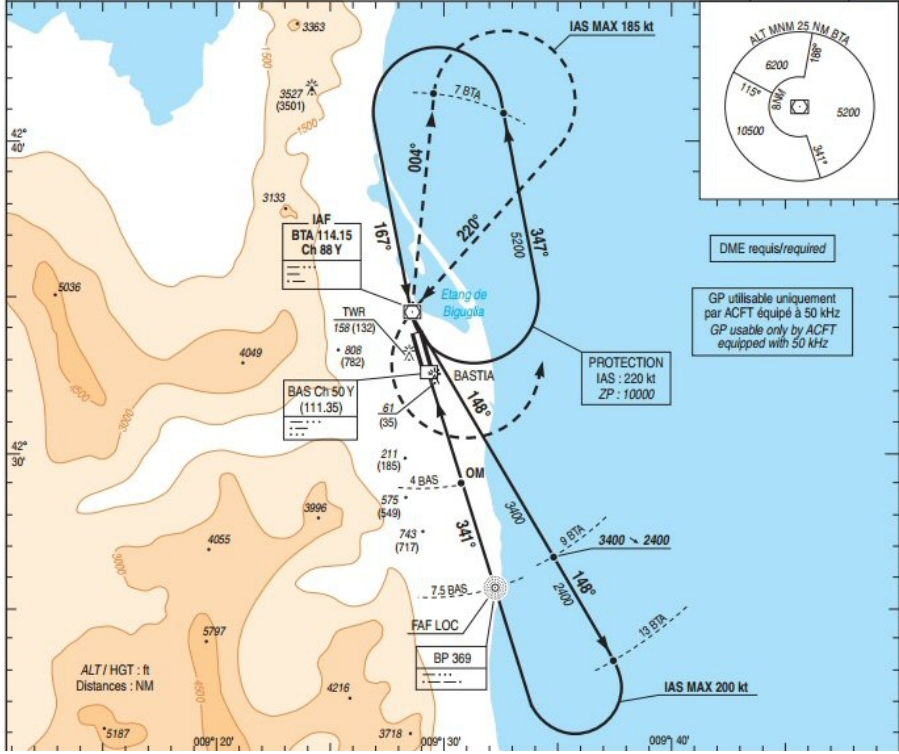 3363
1500
3527
(3501)
1500
3133
5036
4049
4500
3000
IAS MAX 185 kt
7 BTA
004°
167°
220°
347°
5200
ALT MNM 25 NM BTA
6200
188°
115°
8NM
5200
10500
341°
42°
40'
IAF
BTA 114.15
Ch 88 Y
Etang de
Biguglia
DME requis/required
GP utilisable uniquement
par ACFT équipé à 50 kHz
GP usable only by ACFT
equipped with 50 kHz
TWR
158 (132)
808
(782)
BASTIA
PROTECTION
IAS : 220 kt
ZP : 10000
BAS Ch 50 Y
(111.35)
61
(35)
148°
42°
30'
211
(185)
4 BAS
OM
575
(549)
3400
3996
743
(717)
341°
4055
3000
9 BTA
3400 ➘ 2400
148°
2400
7.5 BAS
FAF LOC
13 BTA
BP 369
5797
4500
ALT / HGT : ft
Distances : NM
4216
IAS MAX 200 kt
5187
3718
009° 20'
009° 30'
009° 40'